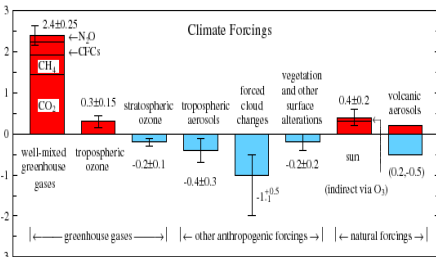 3
2
1
0
-1
-2
-3
Climate Forcings
2.4±0.25
←N2O
←CFCs
CH4
CO2
well-mixed
greenhouse
gases
0.3±0.15
tropospheric
ozone
stratospheric
ozone
-0.2±0.1
tropospheric
aerosols
-0.4±0.3
forced
cloud
changes
-1 +0.5 -1
vegetation
and other
surface
alterations
-0.2±0.2
0.4±0.2
sun
(indirect via O3)
volcanic
aerosols
(0.2,-0.5)
|← greenhouse gases →|
|← other anthropogenic forcings →|
|← natural forcings →|